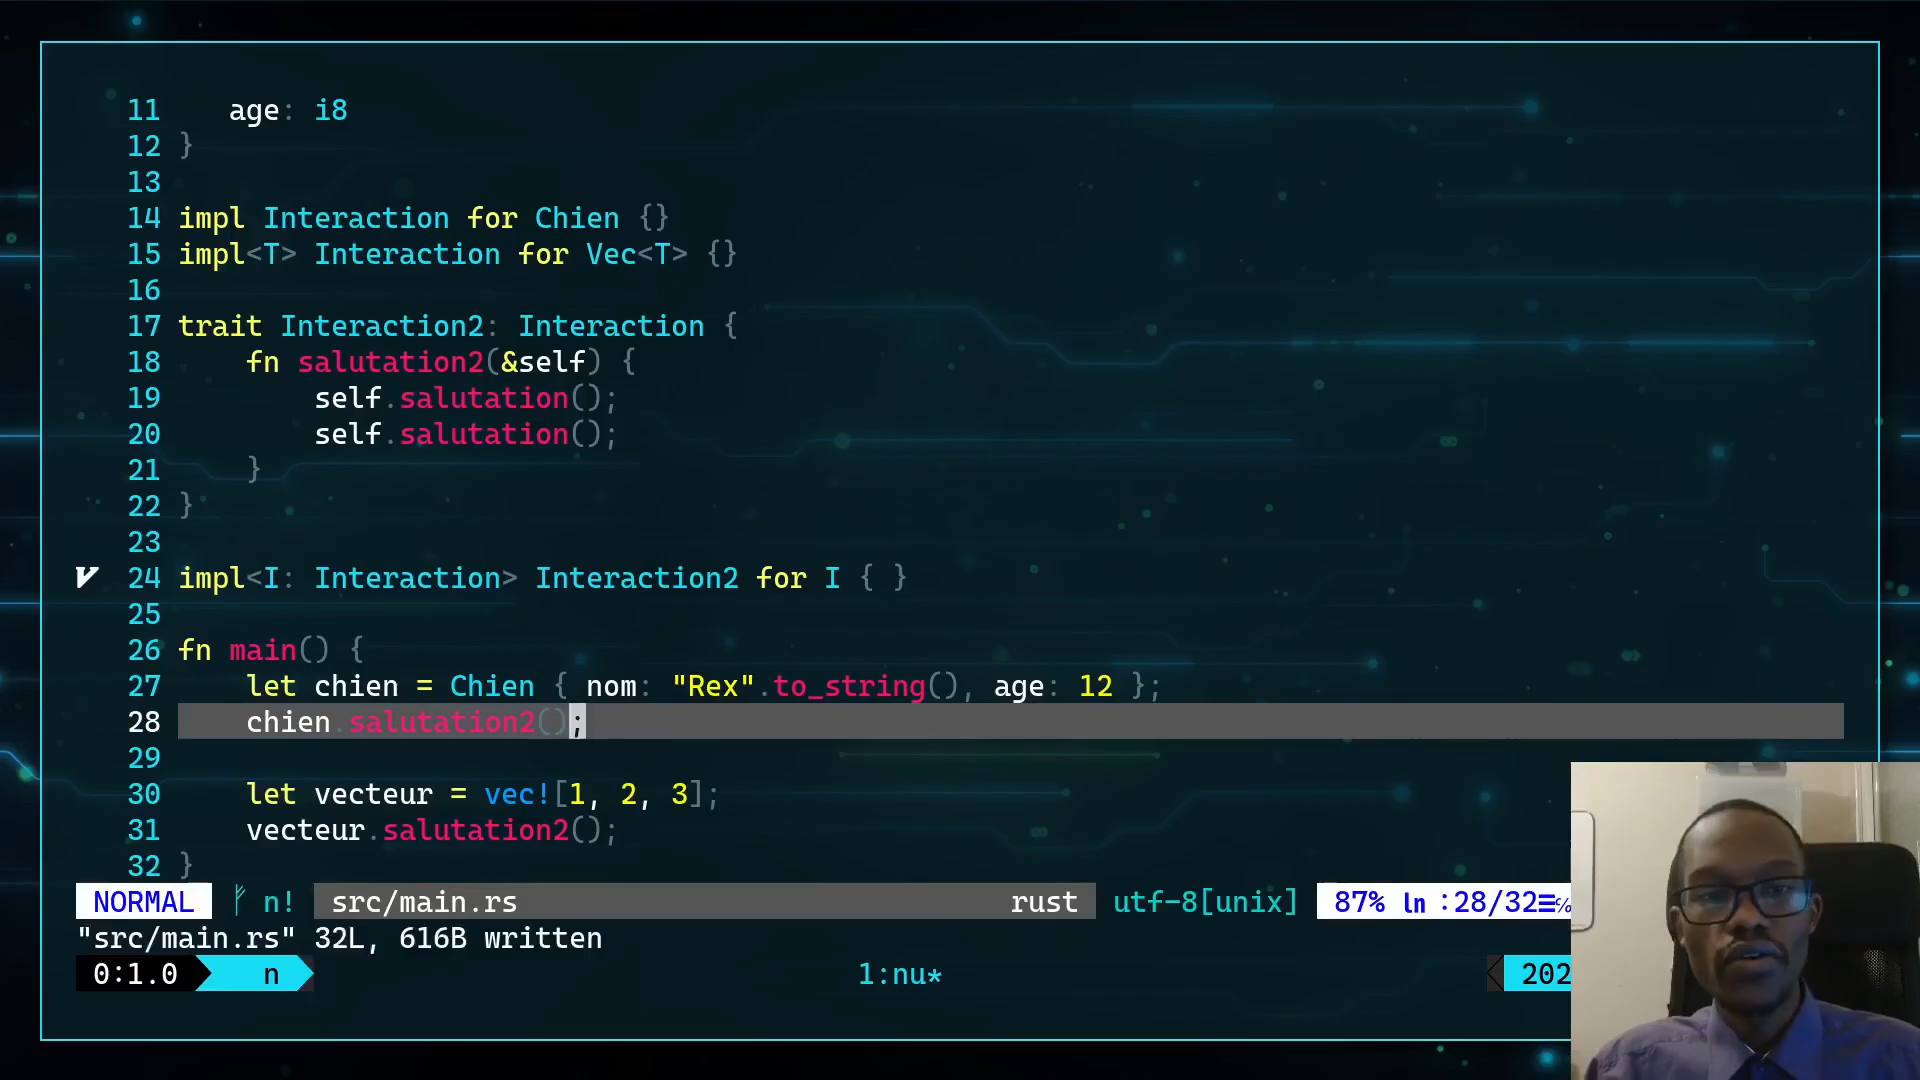 11 age: i8
12 }
13
14 impl Interaction for Chien {}
15 impl<T> Interaction for Vec<T> {}
16
17 trait Interaction2: Interaction {
18 fn salutation2(&self) {
19 self.salutation();
20 self.salutation();
21 }
22 }
23
V 24 impl<I: Interaction> Interaction2 for I { }
25
26 fn main() {
27 let chien = Chien { nom: "Rex".to_string(), age: 12 };
28 chien.salutation2();
29
30 let vecteur = vec![1, 2, 3];
31 vecteur.salutation2();
32 }
NORMAL n! src/main.rs rust utf-8[unix] 87% ln :28/32≡%
"src/main.rs" 32L, 616B written
0:1.0 n 1:nu* 202